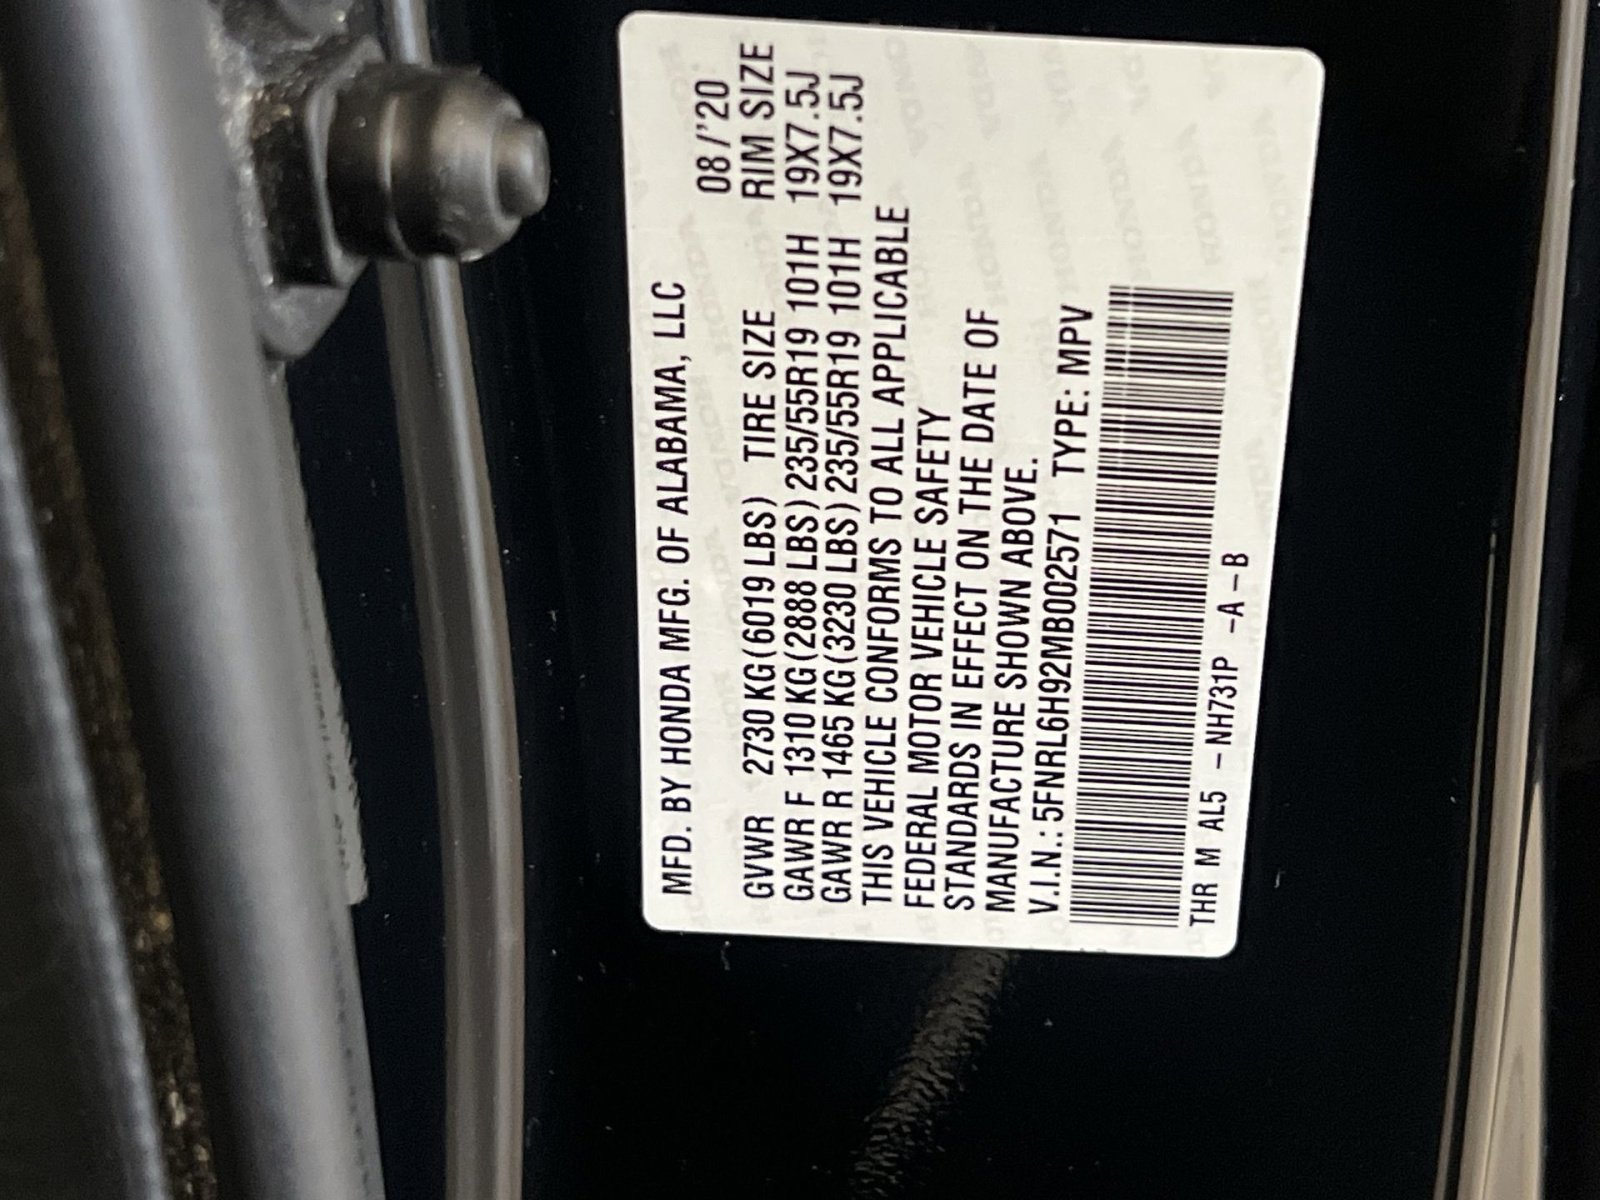 MFD. BY HONDA MFG. OF ALABAMA, LLC
08/'20
GVWR 2730 KG(6019 LBS) TIRE SIZE RIM SIZE
GAWR F 1310 KG(2888 LBS) 235/55R19 101H 19X7.5J
GAWR R 1465 KG(3230 LBS) 235/55R19 101H 19X7.5J
THIS VEHICLE CONFORMS TO ALL APPLICABLE
FEDERAL MOTOR VEHICLE SAFETY
STANDARDS IN EFFECT ON THE DATE OF
MANUFACTURE SHOWN ABOVE.
V.I.N.: 5FNRL6H92MB002571 TYPE: MPV
THR M AL5 – NH731P –A – B